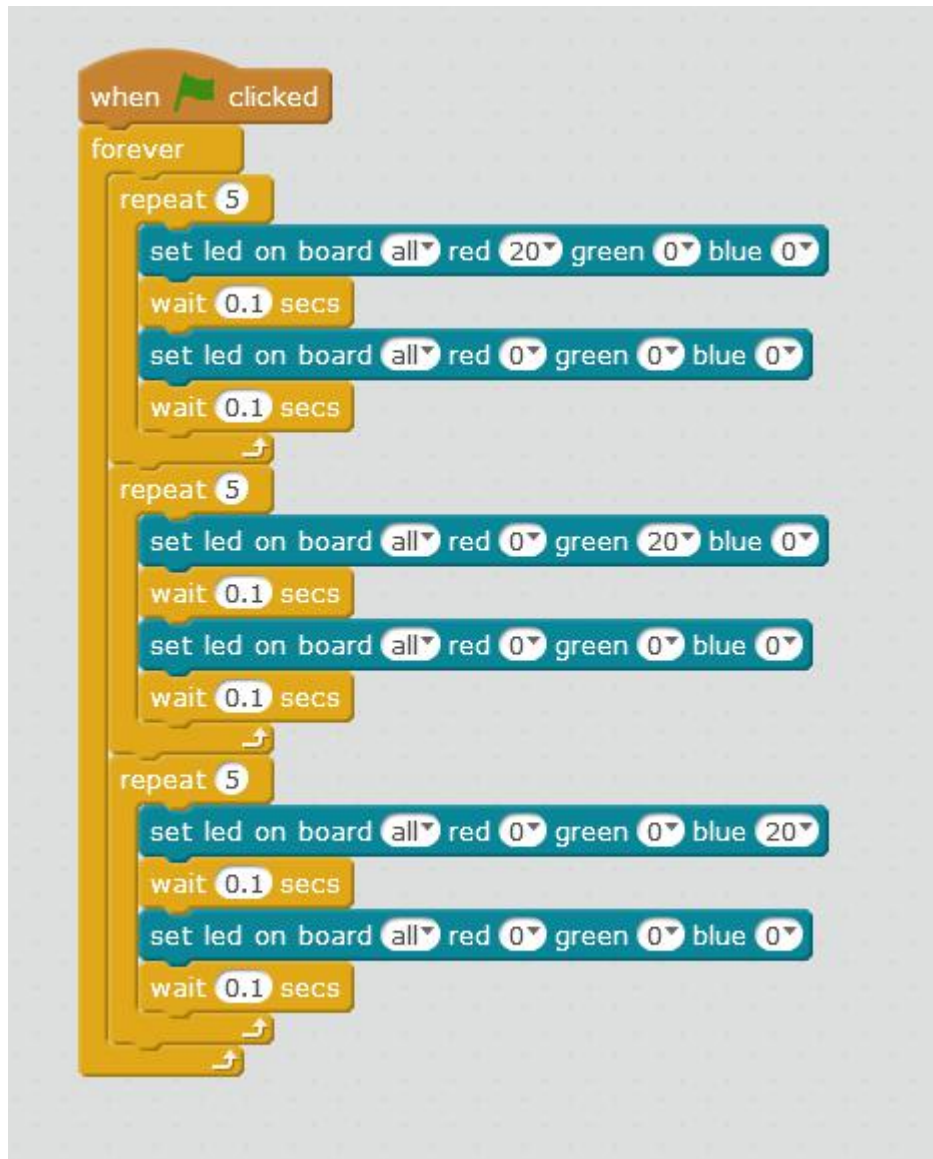 when clicked
forever
repeat 5
set led on board all red 20 green 0 blue 0
wait 0.1 secs
set led on board all red 0 green 0 blue 0
wait 0.1 secs
repeat 5
set led on board all red 0 green 20 blue 0
wait 0.1 secs
set led on board all red 0 green 0 blue 0
wait 0.1 secs
repeat 5
set led on board all red 0 green 0 blue 20
wait 0.1 secs
set led on board all red 0 green 0 blue 0
wait 0.1 secs